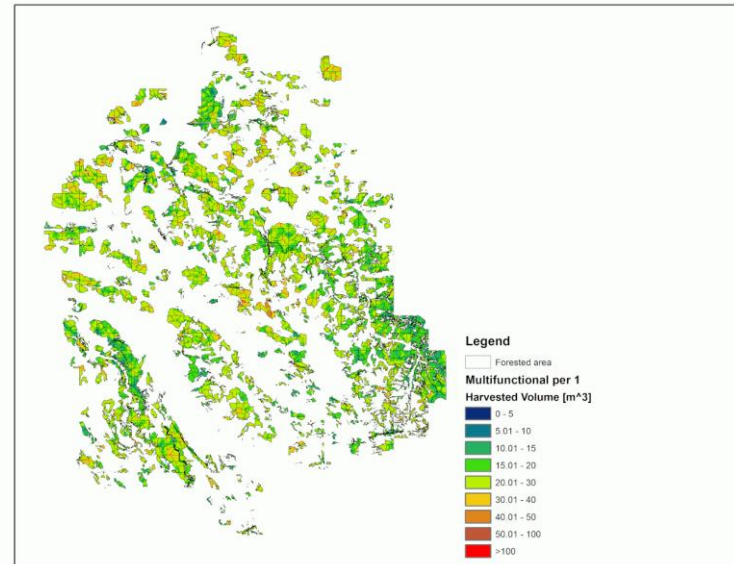 Legend
Forested area
Multifunctional per 1
Harvested Volume [m^3]
0 - 5
5.01 - 10
10.01 - 15
15.01 - 20
20.01 - 30
30.01 - 40
40.01 - 50
50.01 - 100
>100